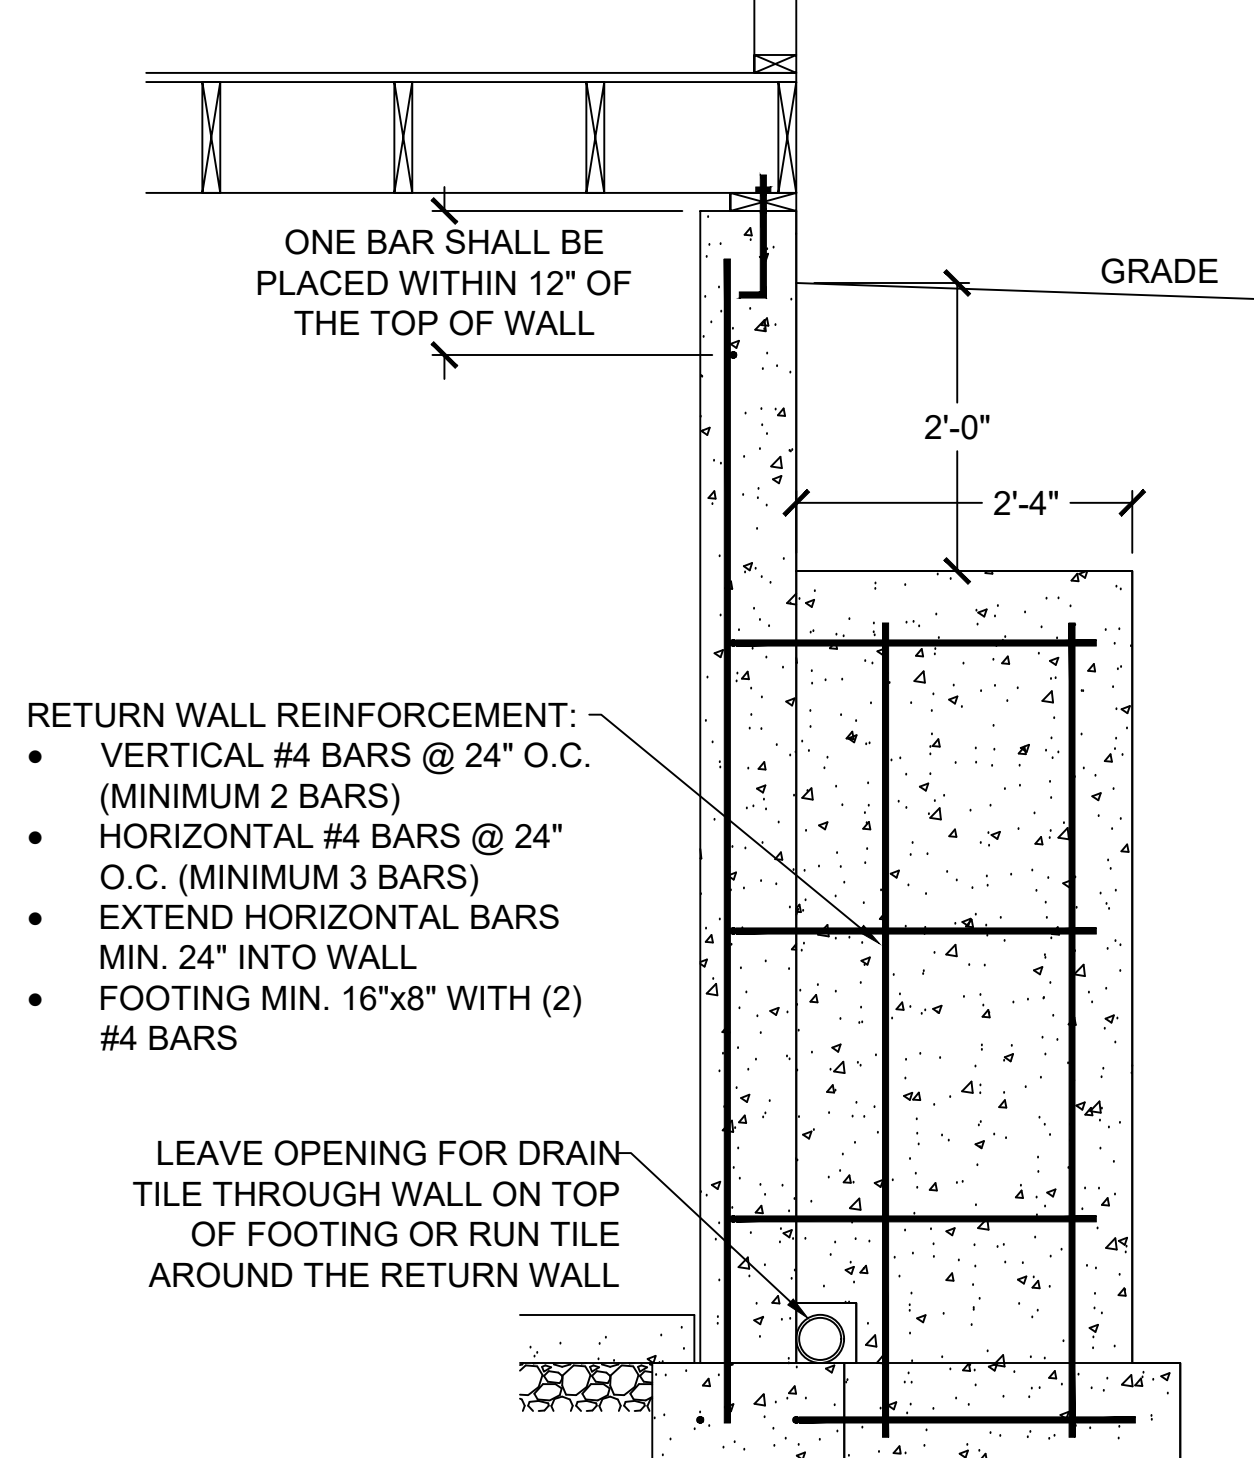 ONE BAR SHALL BE
PLACED WITHIN 12" OF
THE TOP OF WALL
GRADE
2'-0"
2'-4"
RETURN WALL REINFORCEMENT:
• VERTICAL #4 BARS @ 24" O.C.
(MINIMUM 2 BARS)
• HORIZONTAL #4 BARS @ 24"
O.C. (MINIMUM 3 BARS)
• EXTEND HORIZONTAL BARS
MIN. 24" INTO WALL
• FOOTING MIN. 16"x8" WITH (2)
#4 BARS
LEAVE OPENING FOR DRAIN
TILE THROUGH WALL ON TOP
OF FOOTING OR RUN TILE
AROUND THE RETURN WALL